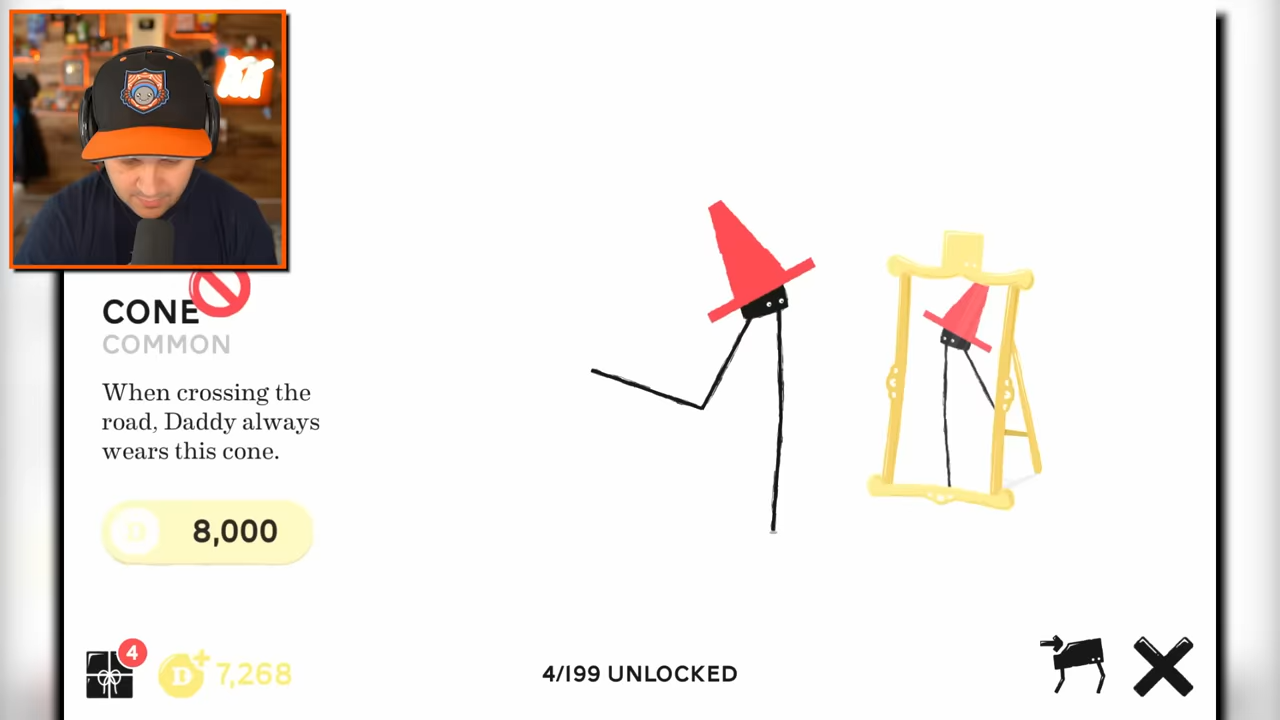 CONE
COMMON
When crossing the
road, Daddy always
wears this cone.
D 8,000
4
D+ 7,268
4/199 UNLOCKED